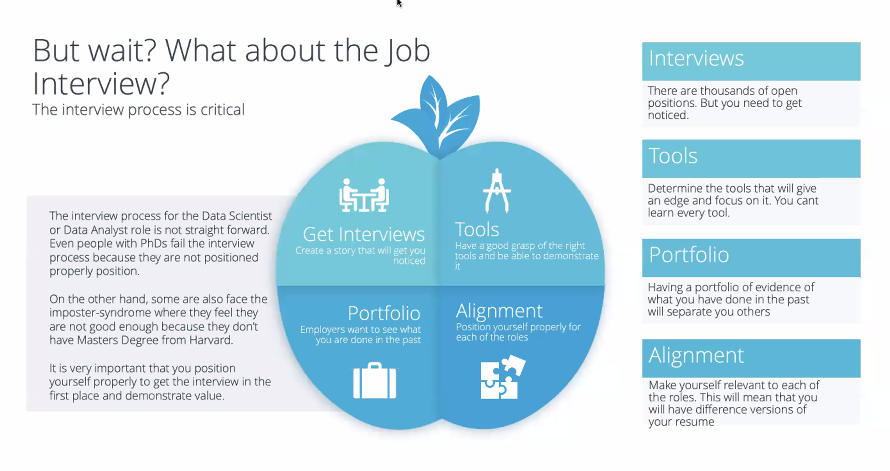 But wait? What about the Job
Interview?
The interview process is critical
The interview process for the Data Scientist
or Data Analyst role is not straight forward.
Even people with PhDs fail the interview
process because they are not positioned
properly position.
On the other hand, some are also face the
imposter-syndrome where they feel they
are not good enough because they don't
have Masters Degree from Harvard.
It is very important that you position
yourself properly to get the interview in the
first place and demonstrate value.
Get Interviews
Create a story that will get you
noticed
Tools
Have a good grasp of the right
tools and be able to demonstrate
it
Portfolio
Employers want to see what
you are done in the past
Alignment
Position yourself properly for
each of the roles
Interviews
There are thousands of open
positions. But you need to get
noticed.
Tools
Determine the tools that will give
an edge and focus on it. You cant
learn every tool.
Portfolio
Having a portfolio of evidence of
what you have done in the past
will separate you others
Alignment
Make yourself relevant to each of
the roles. This will mean that you
will have difference versions of
your resume